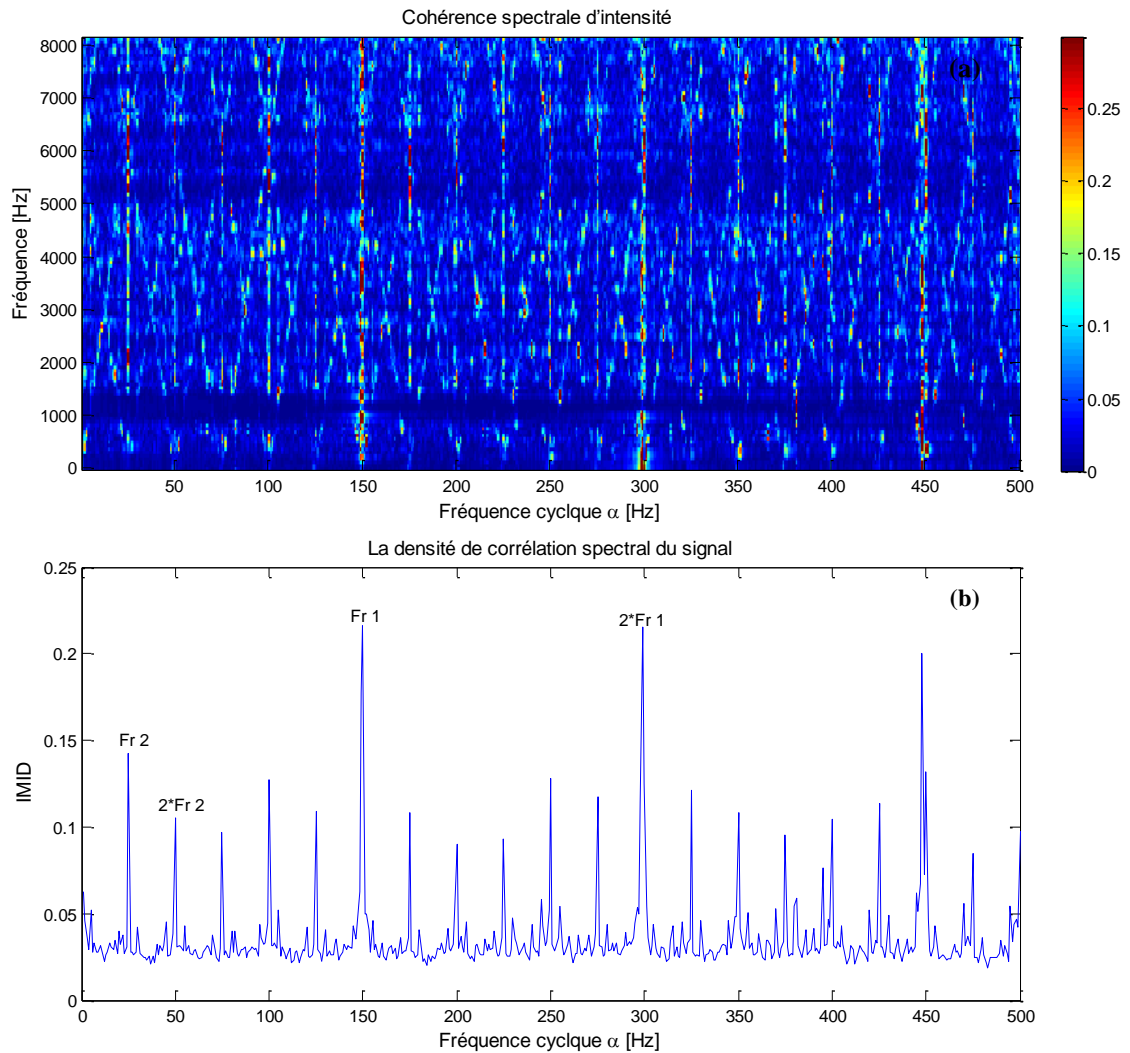 Cohérence spectrale d'intensité
(a)
Fréquence [Hz]
8000
7000
6000
5000
4000
3000
2000
1000
0
50 100 150 200 250 300 350 400 450 500
Fréquence cyclque α [Hz]
0.25
0.2
0.15
0.1
0.05
0
La densité de corrélation spectral du signal
(b)
IMID
0.25
0.2
0.15
0.1
0.05
0
Fr 1
2*Fr 1
Fr 2
2*Fr 2
0 50 100 150 200 250 300 350 400 450 500
Fréquence cyclque α [Hz]